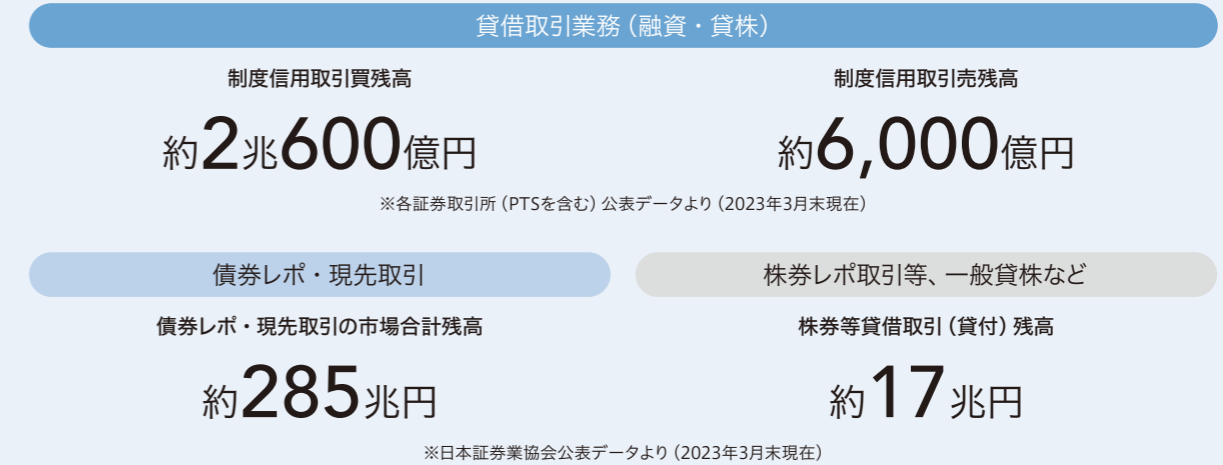 貸借取引業務（融資・貸株）
制度信用取引買残高
約2兆600億円
制度信用取引売残高
約6,000億円
※各証券取引所（PTSを含む）公表データより（2023年3月末現在）
債券レポ・現先取引
債券レポ・現先取引の市場合計残高
約285兆円
株券レポ取引等、一般貸株など
株券等貸借取引（貸付）残高
約17兆円
※日本証券業協会公表データより（2023年3月末現在）